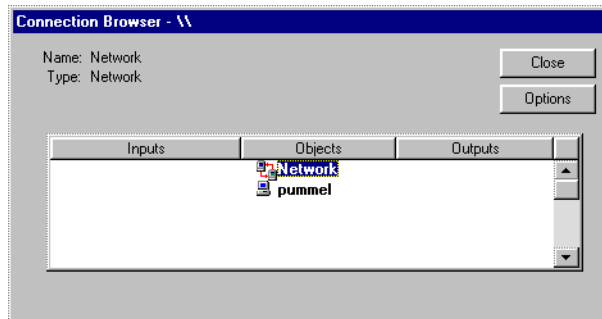 Connection Browser - \\
Name: Network
Type: Network
Close
Options
Inputs Objects Outputs
Network
pummel